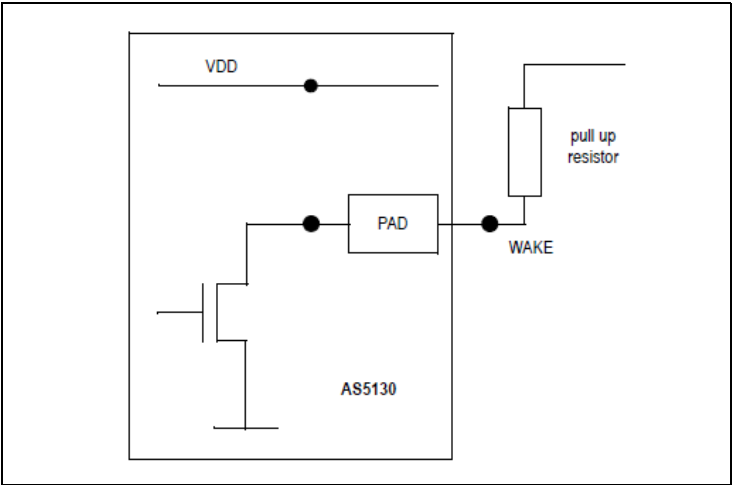 VDD
pull up
resistor
PAD
WAKE
AS5130